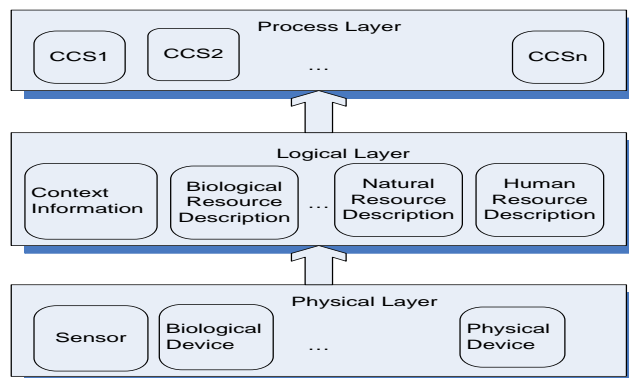 Process Layer
CCS1
CCS2
...
CCSn
Logical Layer
Context
Information
Biological
Resource
Description
...
Natural
Resource
Description
Human
Resource
Description
Physical Layer
Sensor
Biological
Device
...
Physical
Device